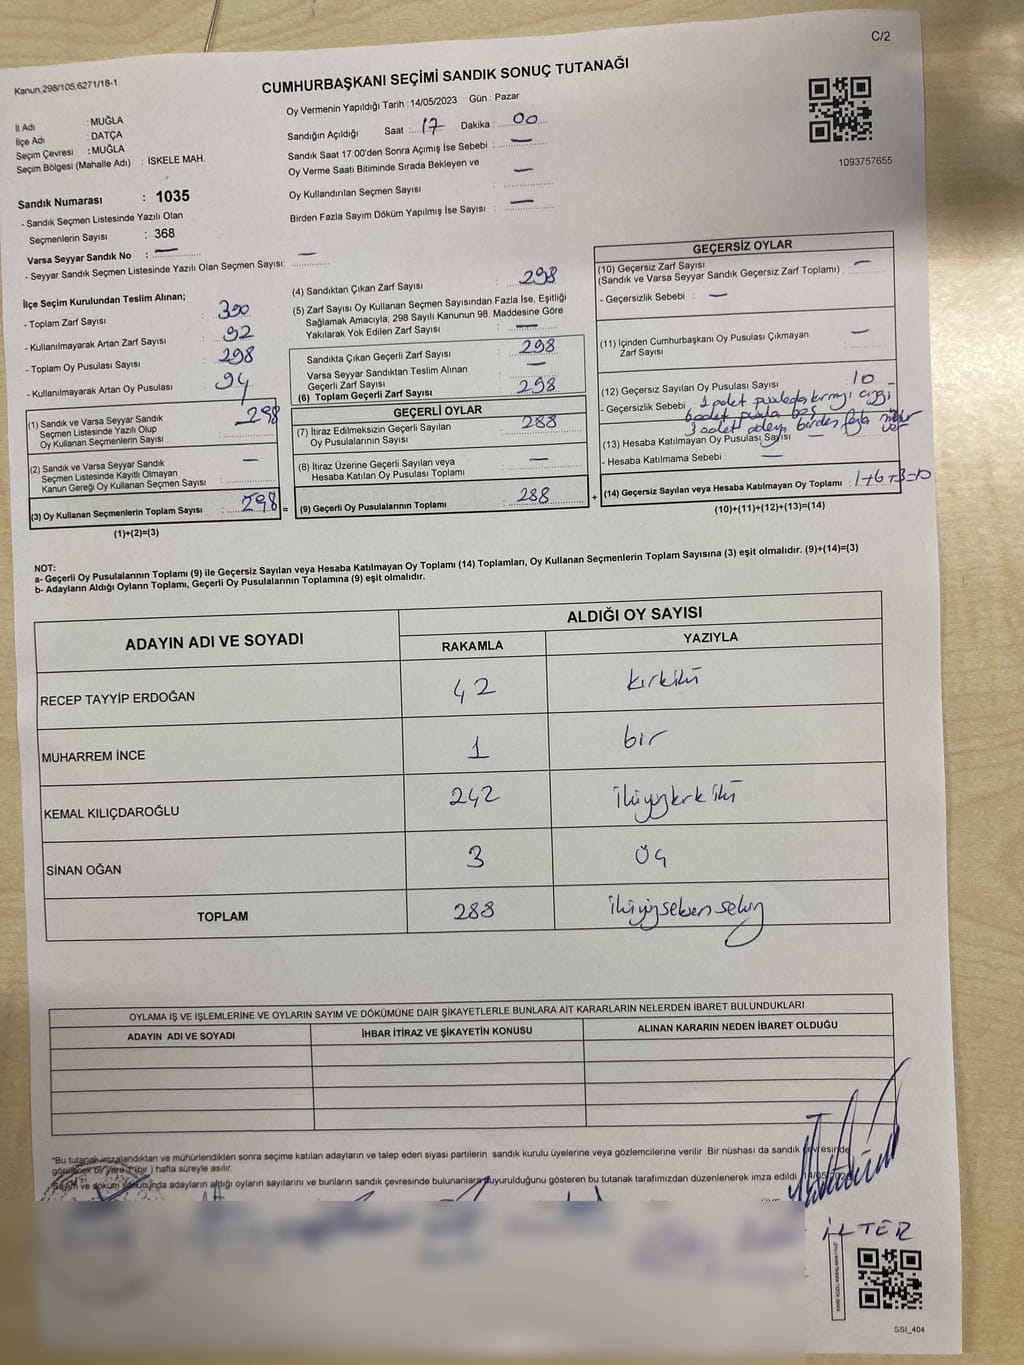 C/2
Kanun:298/105,6271/18-1
CUMHURBAŞKANI SEÇİMİ SANDIK SONUÇ TUTANAĞI
Oy Vermenin Yapıldığı Tarih :14/05/2023 Gün : Pazar
İl Adı : MUĞLA
İlçe Adı : DATÇA
Seçim Çevresi : MUĞLA
Seçim Bölgesi (Mahalle Adı) : İSKELE MAH.
Sandığın Açıldığı Saat : 17 Dakika : 00
Sandık Saat 17:00'den Sonra Açımış İse Sebebi : —
Oy Verme Saati Bitiminde Sırada Bekleyen ve
Oy Kullandırılan Seçmen Sayısı : —
Birden Fazla Sayım Döküm Yapılmış İse Sayısı : —
1093757655
Sandık Numarası : 1035
- Sandık Seçmen Listesinde Yazılı Olan
Seçmenlerin Sayısı : 368
Varsa Seyyar Sandık No : —
- Seyyar Sandık Seçmen Listesinde Yazılı Olan Seçmen Sayısı: —
İlçe Seçim Kurulundan Teslim Alınan;
- Toplam Zarf Sayısı : 390
- Kullanılmayarak Artan Zarf Sayısı : 92
- Toplam Oy Pusulası Sayısı : 298
- Kullanılmayarak Artan Oy Pusulası : 94
(1) Sandık ve Varsa Seyyar Sandık
Seçmen Listesinde Yazılı Olup
Oy Kullanan Seçmenlerin Sayısı : 298
(2) Sandık ve Varsa Seyyar Sandık
Seçmen Listesinde Kayıtlı Olmayan
Kanun Gereği Oy Kullanan Seçmen Sayısı : —
(3) Oy Kullanan Seçmenlerin Toplam Sayısı : 298 =
(1)+(2)=(3)
(4) Sandıktan Çıkan Zarf Sayısı : 298
(5) Zarf Sayısı Oy Kullanan Seçmen Sayısından Fazla İse, Eşitliği
Sağlamak Amacıyla; 298 Sayılı Kanunun 98. Maddesine Göre
Yakılarak Yok Edilen Zarf Sayısı : —
Sandıkta Çıkan Geçerli Zarf Sayısı : 298
Varsa Seyyar Sandıktan Teslim Alınan
Geçerli Zarf Sayısı : —
(6) Toplam Geçerli Zarf Sayısı : 298
GEÇERLİ OYLAR
(7) İtiraz Edilmeksizin Geçerli Sayılan
Oy Pusulalarının Sayısı : 288
(8) İtiraz Üzerine Geçerli Sayılan veya
Hesaba Katılan Oy Pusulası Toplamı : —
(9) Geçerli Oy Pusulalarının Toplamı : 288 +
GEÇERSİZ OYLAR
(10) Geçersiz Zarf Sayısı
(Sandık ve Varsa Seyyar Sandık Geçersiz Zarf Toplamı) : —
- Geçersizlik Sebebi : —
(11) İçinden Cumhurbaşkanı Oy Pusulası Çıkmayan
Zarf Sayısı : —
(12) Geçersiz Sayılan Oy Pusulası Sayısı : 10
- Geçersizlik Sebebi : 1 adet pusulada kırmızı çizgi
6 adet pusula boş
3 adet adayın birden fazla mühür var
(13) Hesaba Katılmayan Oy Pusulası Sayısı : —
- Hesaba Katılmama Sebebi : —
(14) Geçersiz Sayılan veya Hesaba Katılmayan Oy Toplamı : 1+6+3=10
(10)+(11)+(12)+(13)=(14)
NOT:
a- Geçerli Oy Pusulalarının Toplamı (9) ile Geçersiz Sayılan veya Hesaba Katılmayan Oy Toplamı (14) Toplamları, Oy Kullanan Seçmenlerin Toplam Sayısına (3) eşit olmalıdır. (9)+(14)=(3)
b- Adayların Aldığı Oyların Toplamı, Geçerli Oy Pusulalarının Toplamına (9) eşit olmalıdır.
ADAYIN ADI VE SOYADI ALDIĞI OY SAYISI
RAKAMLA YAZIYLA
RECEP TAYYİP ERDOĞAN 42 kırkiki
MUHARREM İNCE 1 bir
KEMAL KILIÇDAROĞLU 242 ikiyüzkırkiki
SİNAN OĞAN 3 üç
TOPLAM 288 ikiyüzseksensekiz
OYLAMA İŞ VE İŞLEMLERİNE VE OYLARIN SAYIM VE DÖKÜMÜNE DAİR ŞİKAYETLERLE BUNLARA AİT KARARLARIN NELERDEN İBARET BULUNDUKLARI
ADAYIN ADI VE SOYADI İHBAR İTİRAZ VE ŞİKAYETİN KONUSU ALINAN KARARIN NEDEN İBARET OLDUĞU
*Bu tutanak imzalandıktan ve mühürlendikten sonra seçime katılan adayların ve talep eden siyasi partilerin sandık kurulu üyelerine veya gözlemcilerine verilir .Bir nüshası da sandık çevresinde
görülecek bir yere 1 (bir ) hafta süreyle asılır.
*Sayım ve döküm sonucunda adayların aldığı oyların sayılarını ve bunların sandık çevresinde bulunanlara duyurulduğunu gösteren bu tutanak tarafımızdan düzenlenerek imza edildi.
İLTER
SSI_404